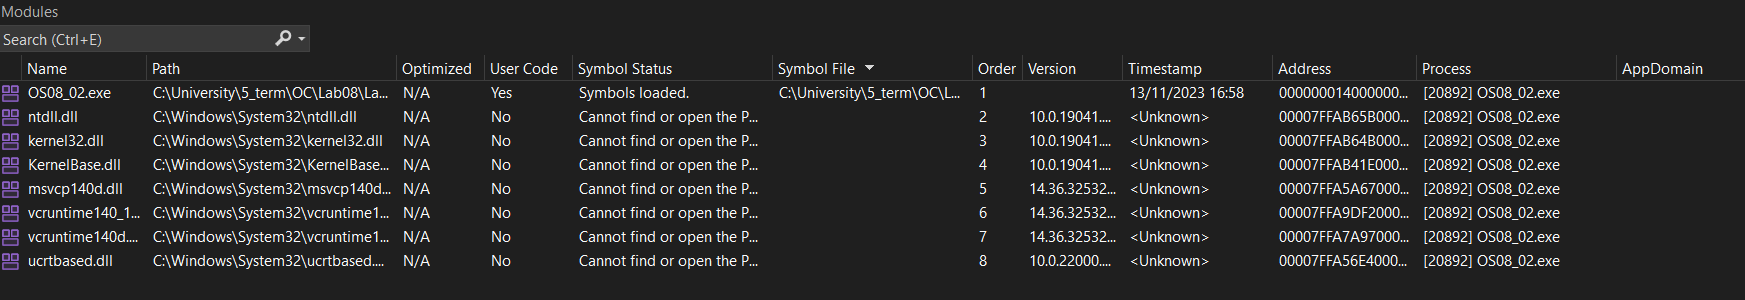 Modules
Search (Ctrl+E)
Name Path Optimized User Code Symbol Status Symbol File Order Version Timestamp Address Process AppDomain
OS08_02.exe C:\University\5_term\OC\Lab08\La... N/A Yes Symbols loaded. C:\University\5_term\OC\L... 1 13/11/2023 16:58 000000014000000... [20892] OS08_02.exe
ntdll.dll C:\Windows\System32\ntdll.dll N/A No Cannot find or open the P... 2 10.0.19041.... <Unknown> 00007FFAB65B000... [20892] OS08_02.exe
kernel32.dll C:\Windows\System32\kernel32.dll N/A No Cannot find or open the P... 3 10.0.19041.... <Unknown> 00007FFAB64B000... [20892] OS08_02.exe
KernelBase.dll C:\Windows\System32\KernelBase... N/A No Cannot find or open the P... 4 10.0.19041.... <Unknown> 00007FFAB41E000... [20892] OS08_02.exe
msvcp140d.dll C:\Windows\System32\msvcp140d... N/A No Cannot find or open the P... 5 14.36.32532... <Unknown> 00007FFA5A67000... [20892] OS08_02.exe
vcruntime140_1... C:\Windows\System32\vcruntime1... N/A No Cannot find or open the P... 6 14.36.32532... <Unknown> 00007FFA9DF2000... [20892] OS08_02.exe
vcruntime140d.... C:\Windows\System32\vcruntime1... N/A No Cannot find or open the P... 7 14.36.32532... <Unknown> 00007FFA7A97000... [20892] OS08_02.exe
ucrtbased.dll C:\Windows\System32\ucrtbased.... N/A No Cannot find or open the P... 8 10.0.22000.... <Unknown> 00007FFA56E4000... [20892] OS08_02.exe